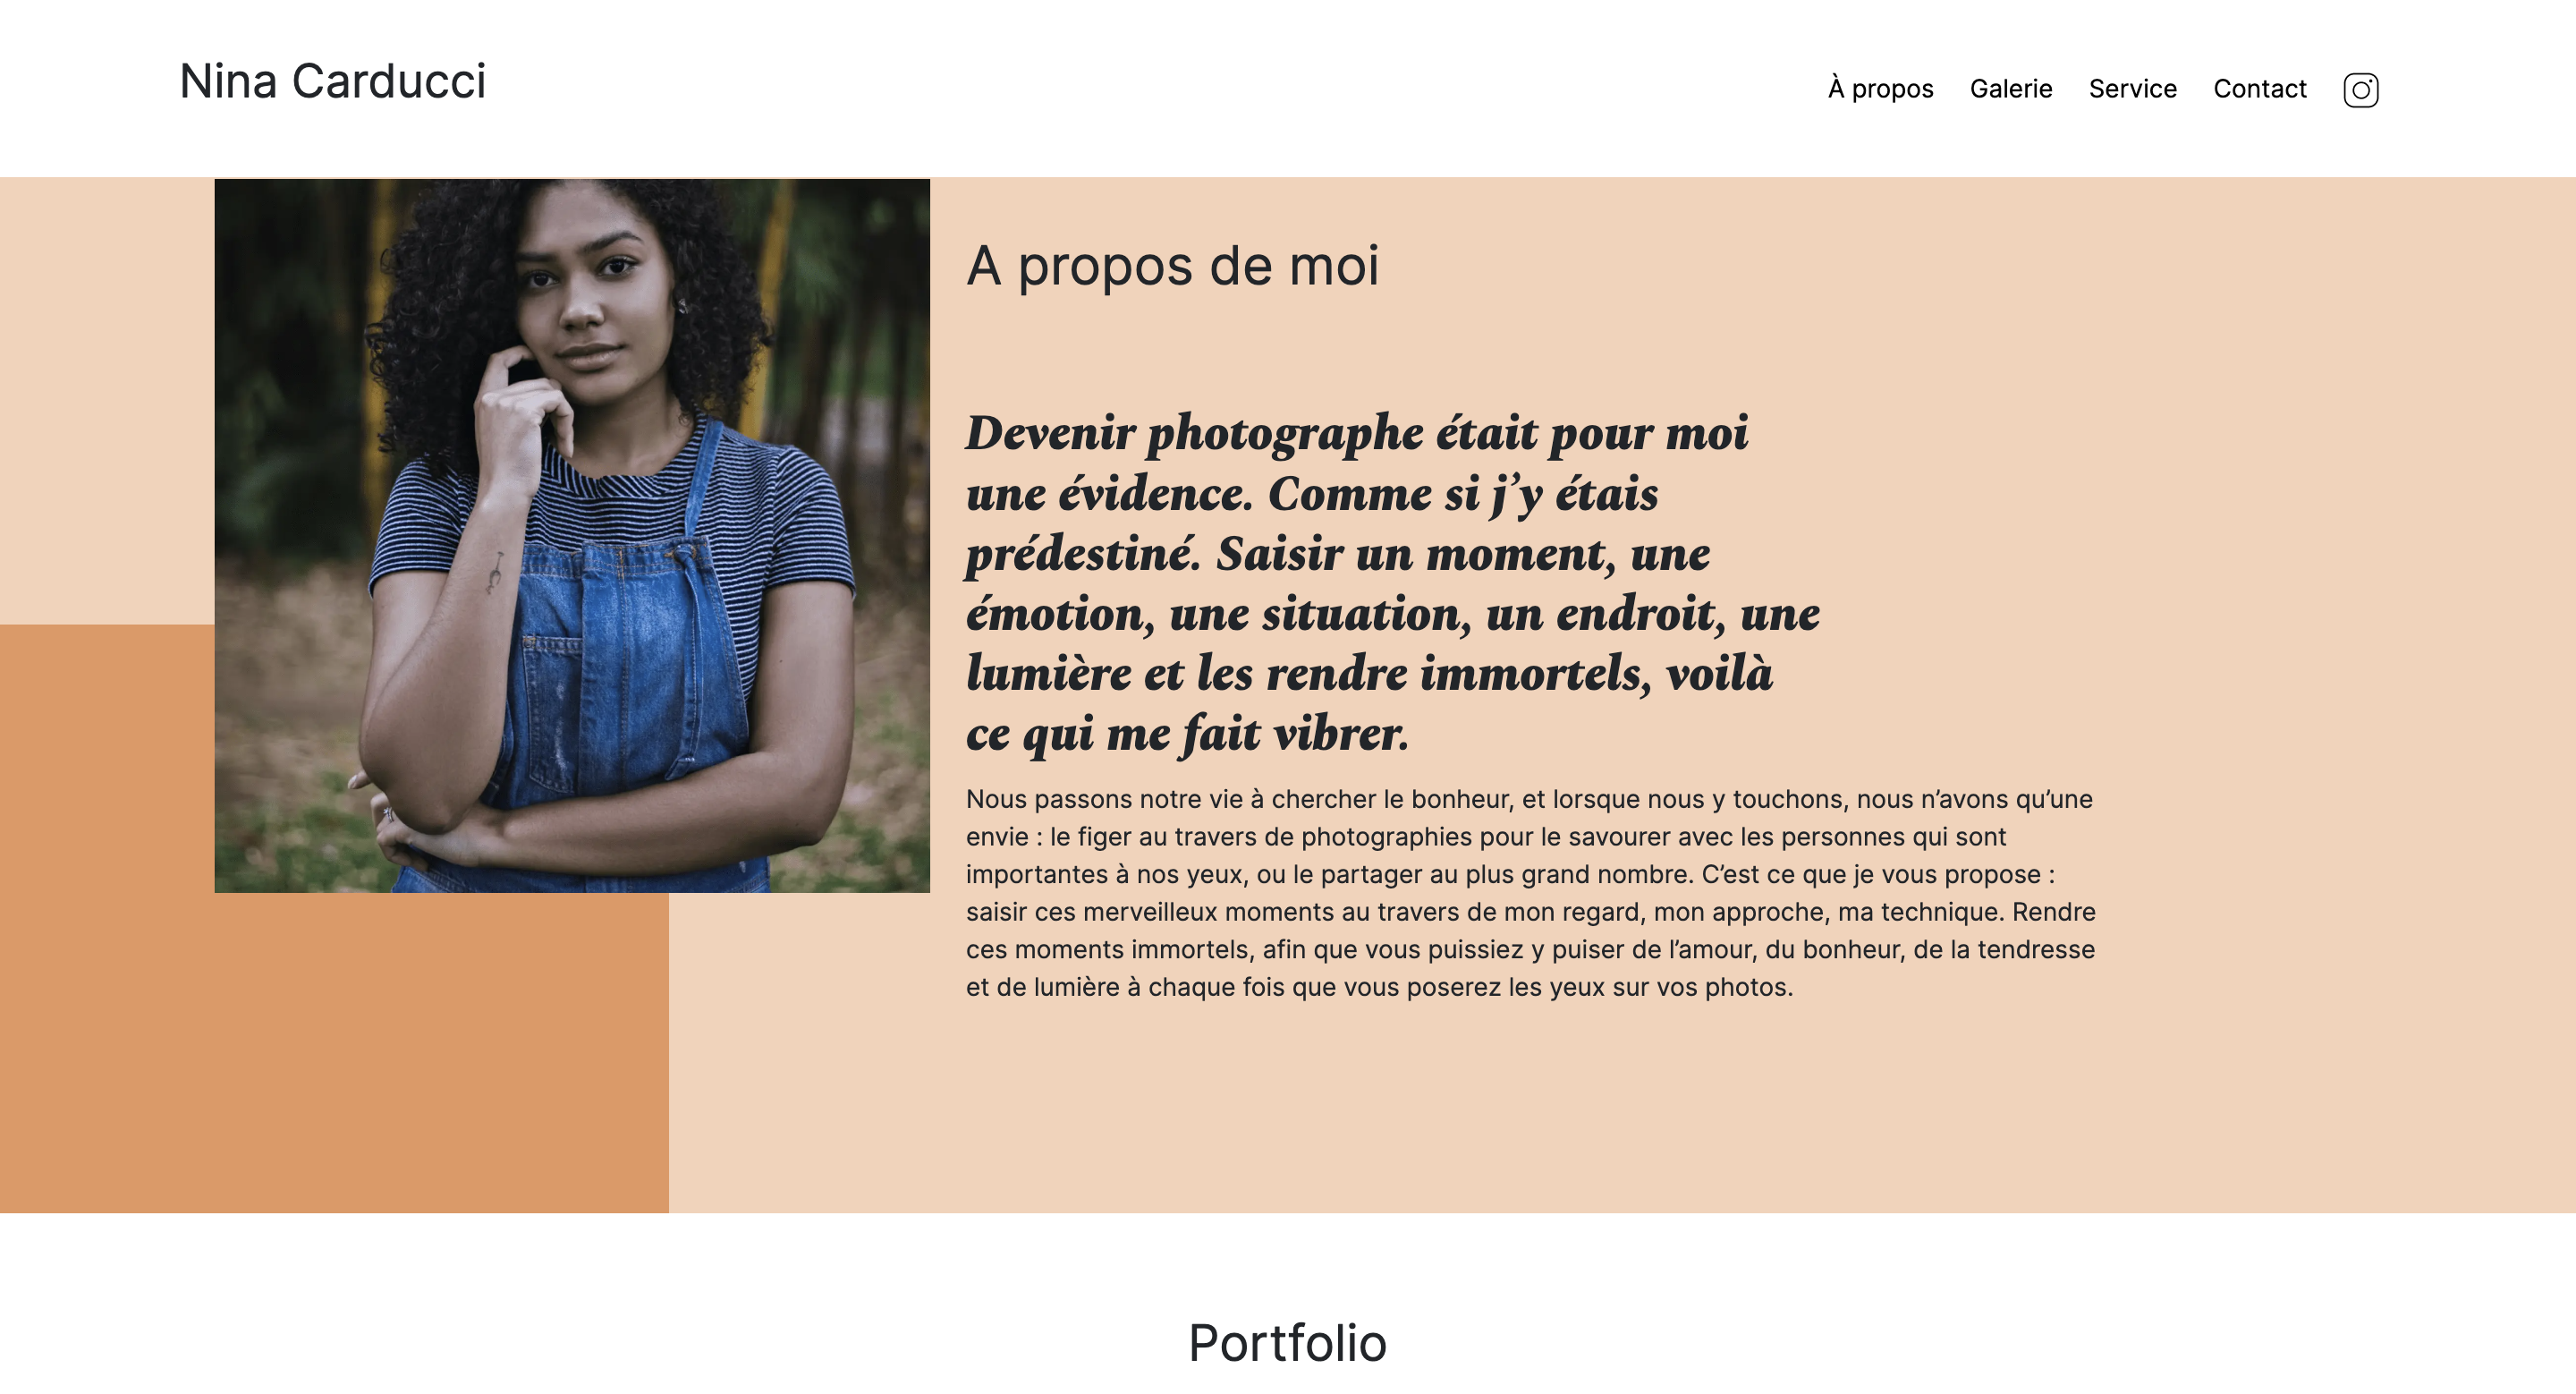 Nina Carducci
À propos Galerie Service Contact
A propos de moi
Devenir photographe était pour moi
une évidence. Comme si j’y étais
prédestiné. Saisir un moment, une
émotion, une situation, un endroit, une
lumière et les rendre immortels, voilà
ce qui me fait vibrer.
Nous passons notre vie à chercher le bonheur, et lorsque nous y touchons, nous n’avons qu’une
envie : le figer au travers de photographies pour le savourer avec les personnes qui sont
importantes à nos yeux, ou le partager au plus grand nombre. C’est ce que je vous propose :
saisir ces merveilleux moments au travers de mon regard, mon approche, ma technique. Rendre
ces moments immortels, afin que vous puissiez y puiser de l’amour, du bonheur, de la tendresse
et de lumière à chaque fois que vous poserez les yeux sur vos photos.
Portfolio